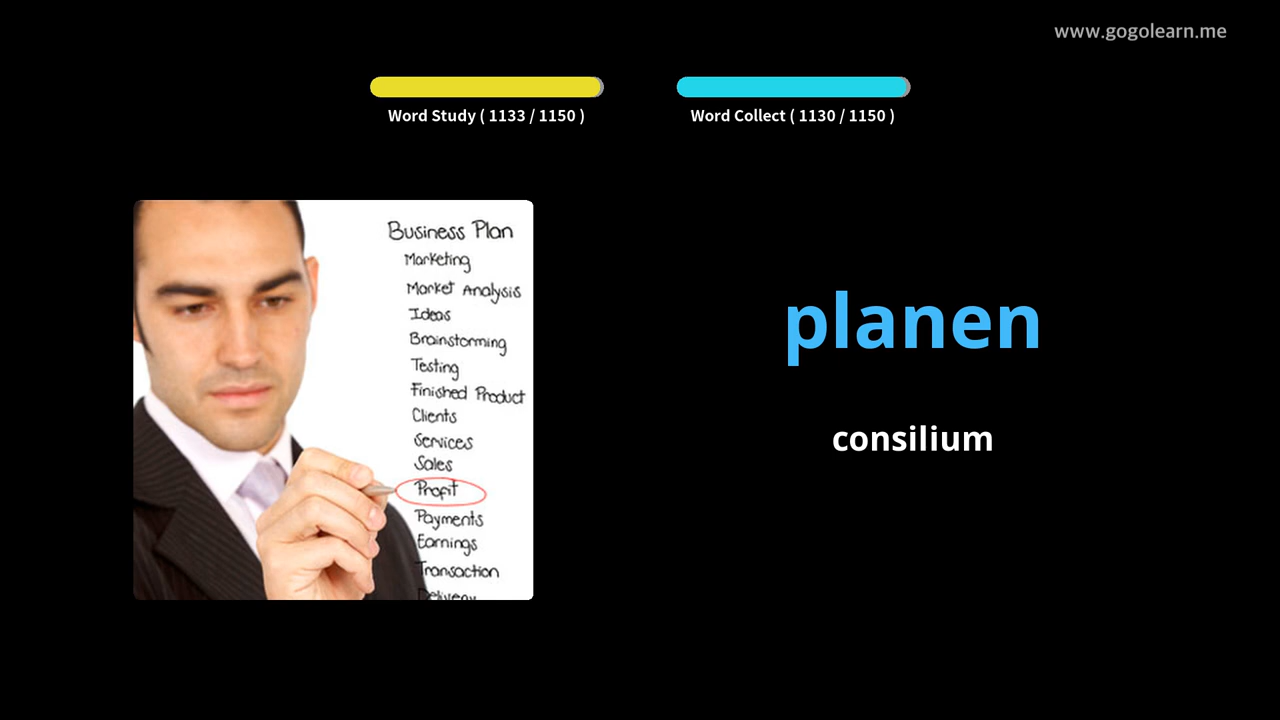 www.gogolearn.me
Word Study ( 1133 / 1150 )
Word Collect ( 1130 / 1150 )
Business Plan
Marketing
Market Analysis
Ideas
Brainstorming
Testing
Finished Product
Clients
Services
Sales
Profit
Payments
Earnings
Transaction
Delivery
planen
consilium